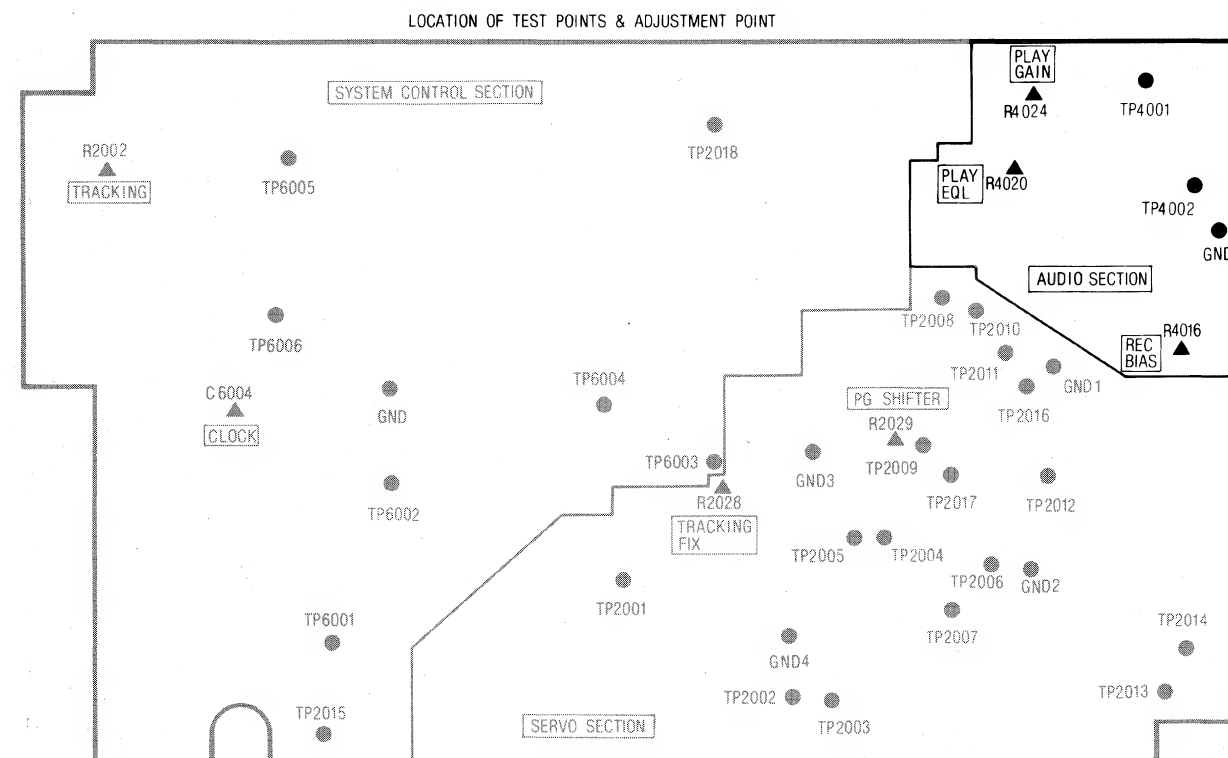 LOCATION OF TEST POINTS & ADJUSTMENT POINT
PLAY
GAIN
R4024
TP4001
SYSTEM CONTROL SECTION
R2002
TRACKING
TP6005
TP2018
PLAY
EQL
R4020
TP4002
GND
AUDIO SECTION
R4016
REC
BIAS
TP2008
TP2010
TP2011
GND1
TP2016
TP6006
C6004
CLOCK
GND
TP6004
PG SHIFTER
R2029
TP2009
TP6003
GND3
TP2017
TP2012
TP6002
R2028
TRACKING
FIX
TP2005
TP2004
TP2006
GND2
TP2001
TP2007
TP6001
TP2014
GND4
TP2002
TP2003
TP2013
TP2015
SERVO SECTION